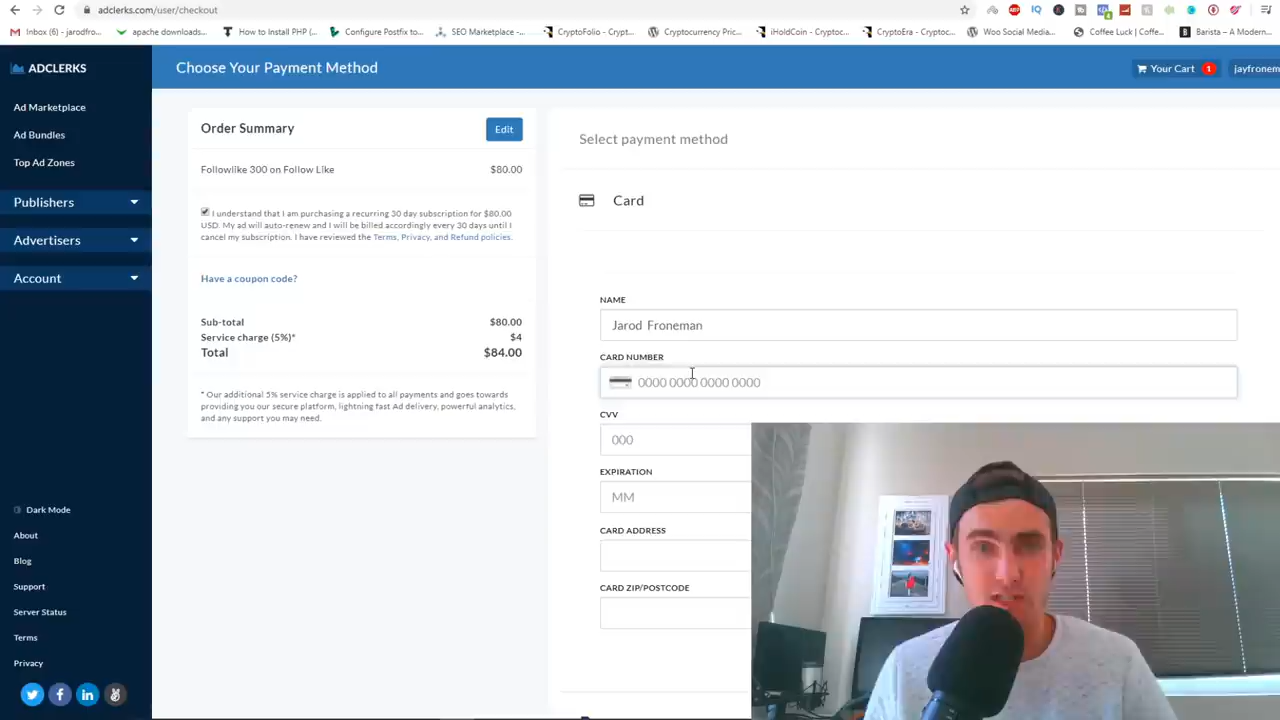 adclerks.com/user/checkout
Inbox (6) - jarodfro...
apache downloads...
How to Install PHP (...
Configure Postfix to...
SEO Marketplace -...
CryptoFolio - Crypt...
Cryptocurrency Pric...
iHoldCoin - Cryptoc...
CryptoEra - Cryptoc...
Woo Social Media...
Coffee Luck | Coffe...
Barista – A Modern...
ADCLERKS
Choose Your Payment Method
Your Cart 1
jayfronem
Ad Marketplace
Ad Bundles
Top Ad Zones
Publishers
Advertisers
Account
Dark Mode
About
Blog
Support
Server Status
Terms
Privacy
Order Summary
Edit
Followlike 300 on Follow Like $80.00
I understand that I am purchasing a recurring 30 day subscription for $80.00
USD. My ad will auto-renew and I will be billed accordingly every 30 days until I
cancel my subscription. I have reviewed the Terms, Privacy, and Refund policies.
Have a coupon code?
Sub-total $80.00
Service charge (5%)* $4
Total $84.00
* Our additional 5% service charge is applied to all payments and goes towards
providing you our secure platform, lightning fast Ad delivery, powerful analytics,
and any support you may need.
Select payment method
Card
NAME
Jarod Froneman
CARD NUMBER
0000 0000 0000 0000
CVV
000
EXPIRATION
MM
CARD ADDRESS
CARD ZIP/POSTCODE